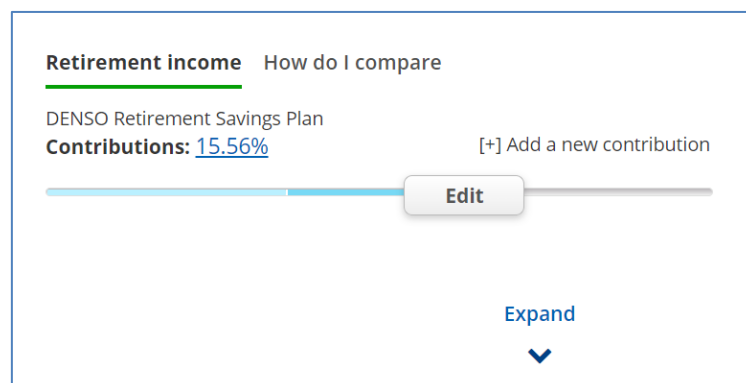 Retirement income How do I compare
DENSO Retirement Savings Plan
Contributions: 15.56% [+] Add a new contribution
Edit
Expand